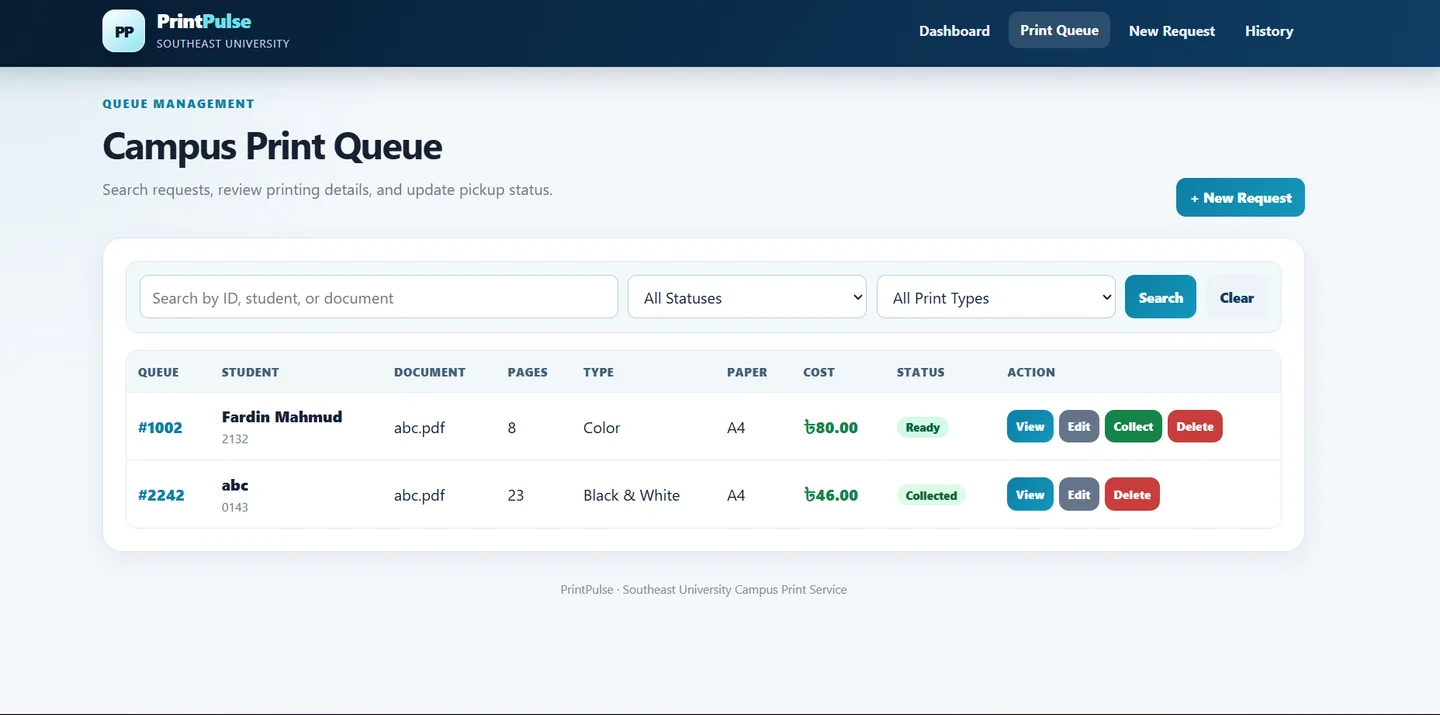 PP
PrintPulse
SOUTHEAST UNIVERSITY
Dashboard Print Queue New Request History
QUEUE MANAGEMENT
Campus Print Queue
Search requests, review printing details, and update pickup status.
+ New Request
Search by ID, student, or document All Statuses All Print Types Search Clear
QUEUE STUDENT DOCUMENT PAGES TYPE PAPER COST STATUS ACTION
#1002 Fardin Mahmud abc.pdf 8 Color A4 ৳80.00 Ready View Edit Collect Delete
2132
#2242 abc abc.pdf 23 Black & White A4 ৳46.00 Collected View Edit Delete
0143
PrintPulse · Southeast University Campus Print Service